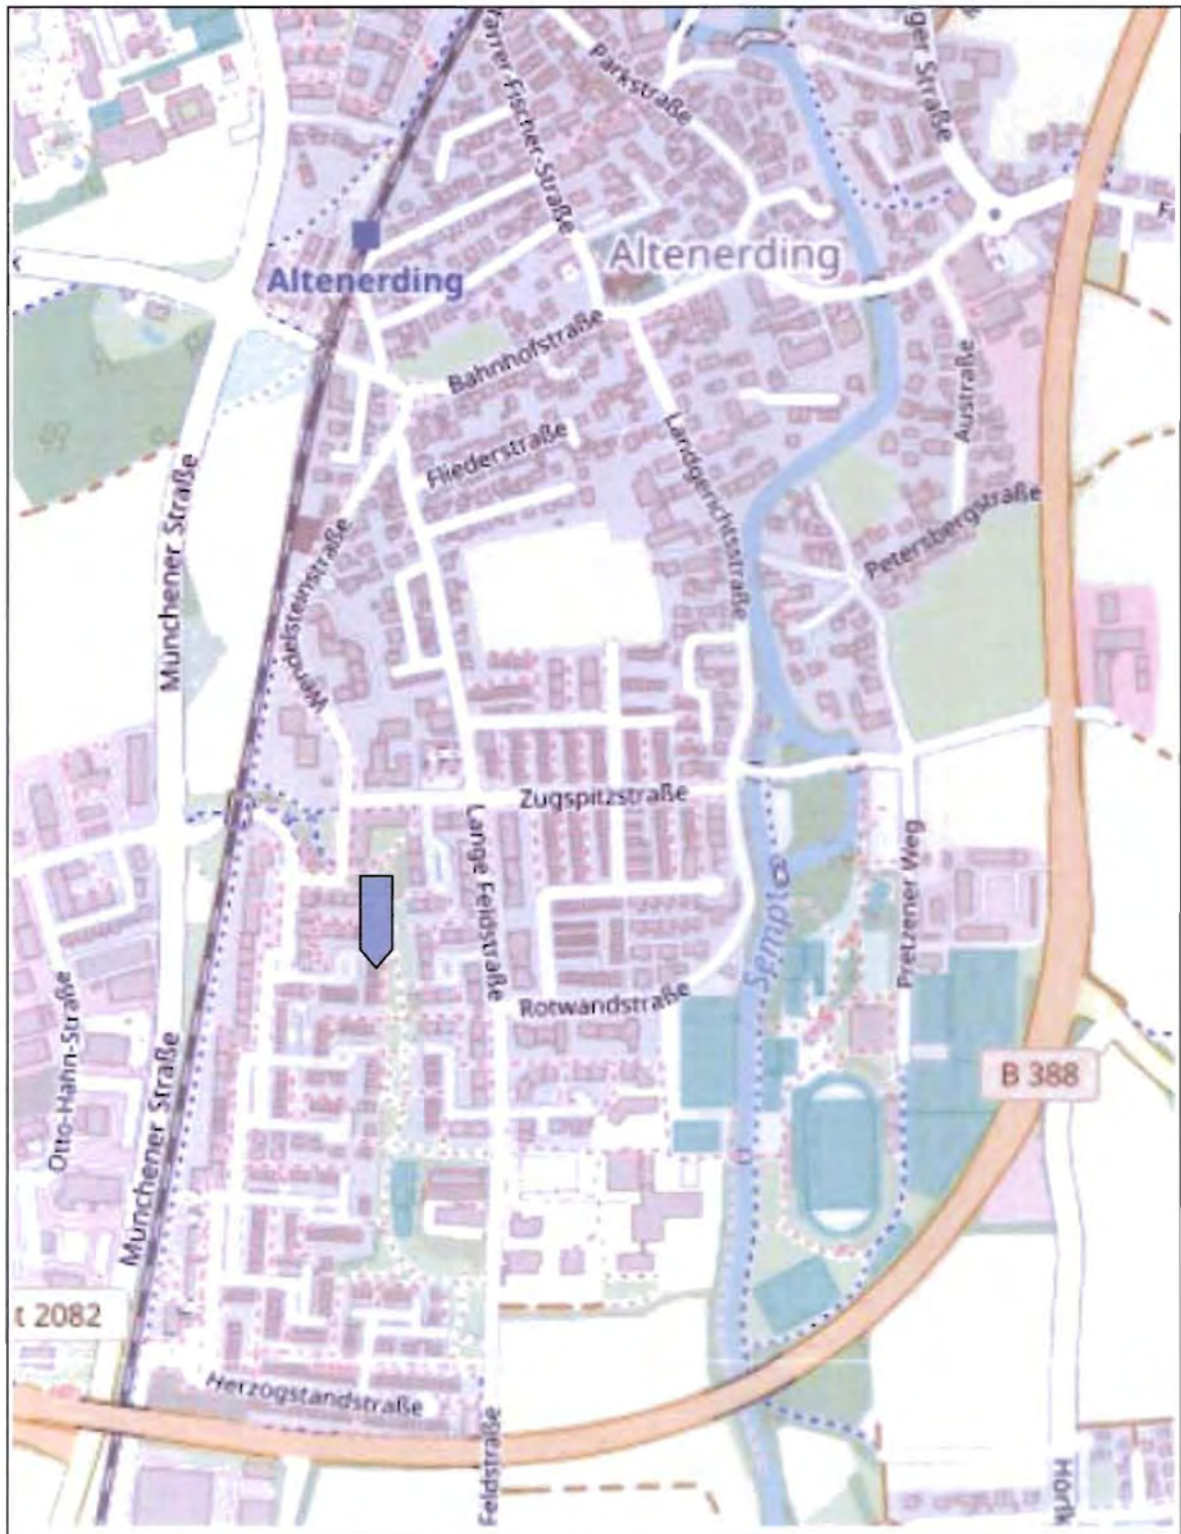 Parkstraße
Altenerding
Altenerding
Bahnhofstraße
Fliederstraße
Landgerichtsstraße
Austraße
Petersbergstraße
Münchener Straße
Wendelsteinstraße
Zugspitzstraße
Lange Feldstraße
Sempt
Pretzener Weg
Rotwandstraße
Otto-Hahn-Straße
Münchener Straße
B 388
2082
Herzogstandstraße
Feldstraße